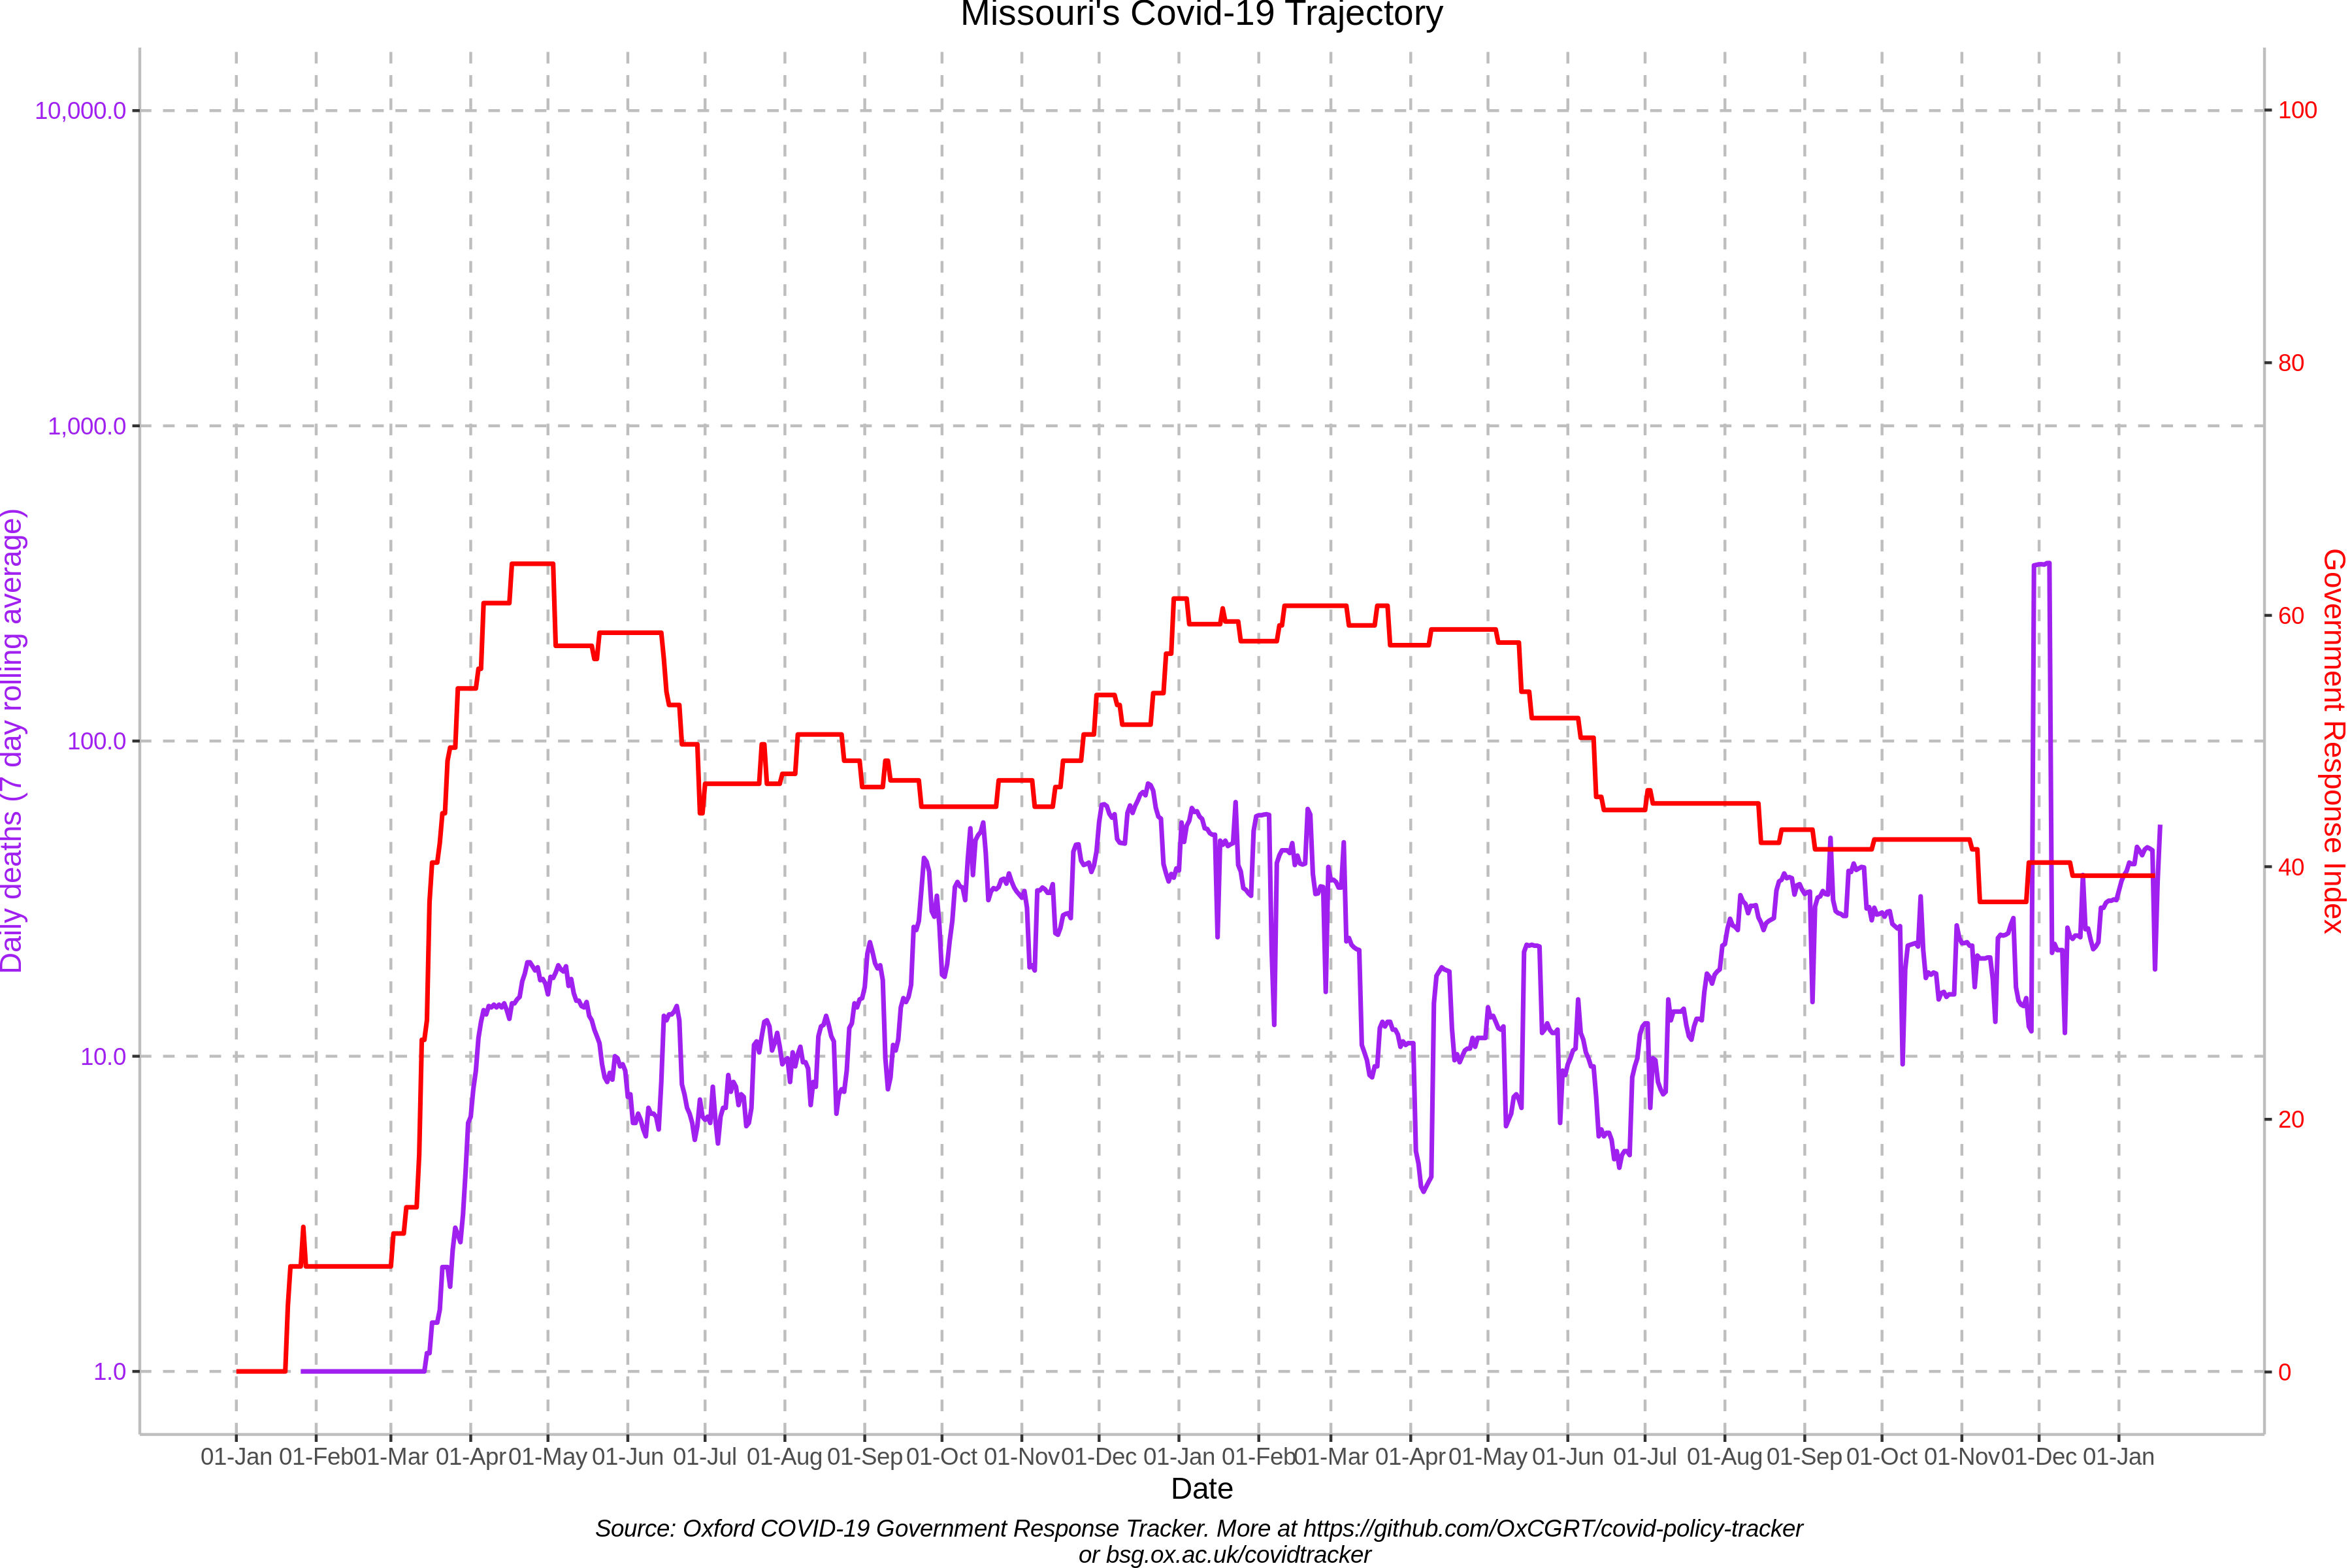 Missouri's Covid-19 Trajectory
10,000.0
1,000.0
100.0
10.0
1.0
Daily deaths (7 day rolling average)
100
80
60
40
20
0
Government Response Index
01-Jan 01-Feb 01-Mar 01-Apr 01-May 01-Jun 01-Jul 01-Aug 01-Sep 01-Oct 01-Nov 01-Dec 01-Jan 01-Feb 01-Mar 01-Apr 01-May 01-Jun 01-Jul 01-Aug 01-Sep 01-Oct 01-Nov 01-Dec 01-Jan
Date
Source: Oxford COVID-19 Government Response Tracker. More at https://github.com/OxCGRT/covid-policy-tracker
or bsg.ox.ac.uk/covidtracker